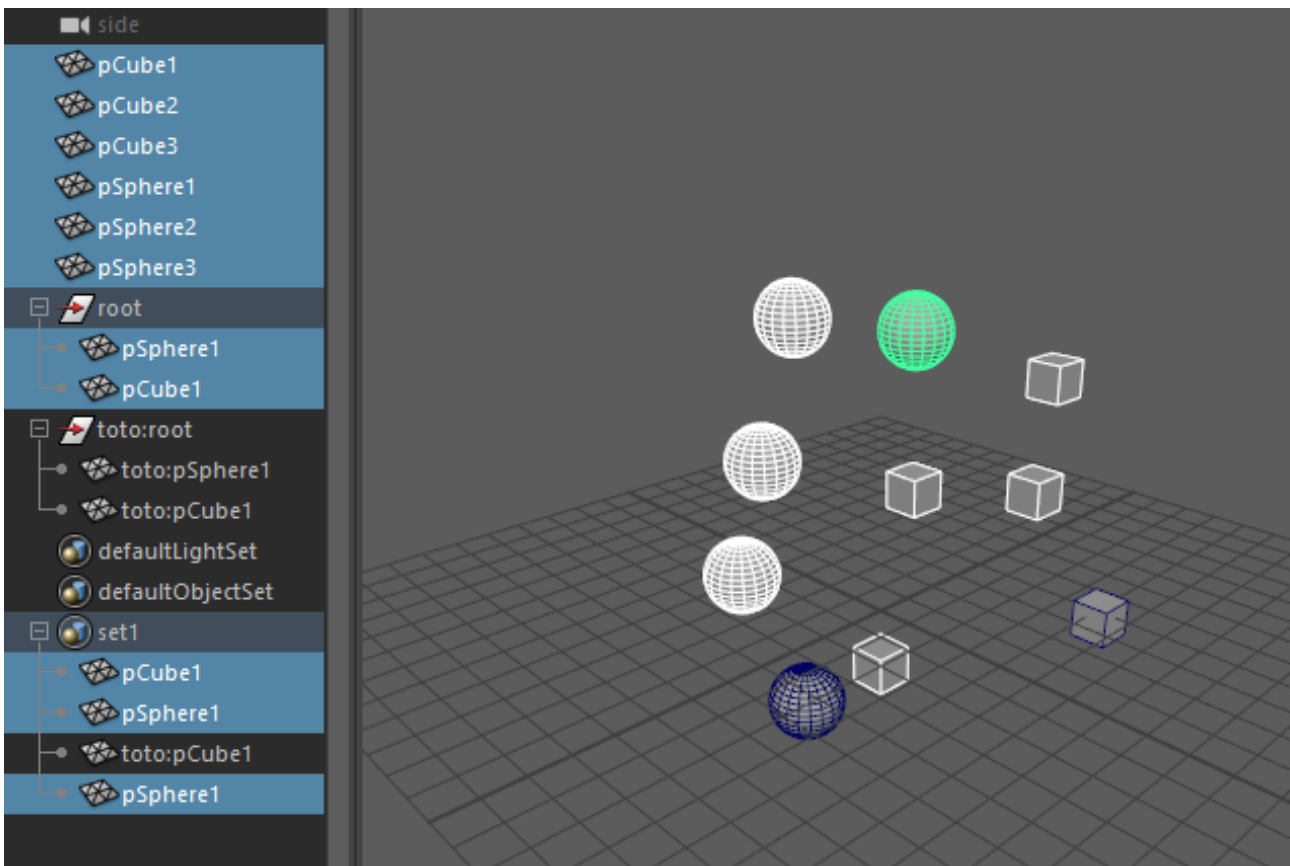 side
pCube1
pCube2
pCube3
pSphere1
pSphere2
pSphere3
root
pSphere1
pCube1
toto:root
toto:pSphere1
toto:pCube1
defaultLightSet
defaultObjectSet
set1
pCube1
pSphere1
toto:pCube1
pSphere1